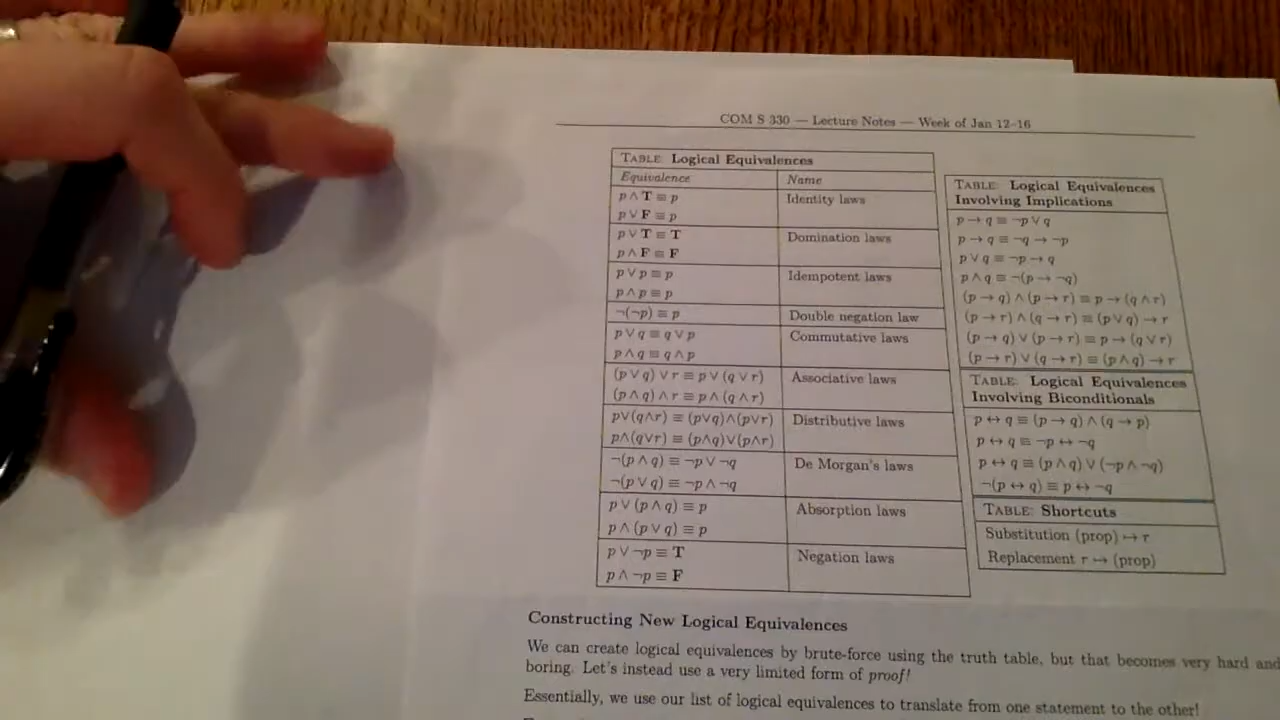 COM S 330 — Lecture Notes — Week of Jan 12–16
TABLE: Logical Equivalences
Equivalence Name
p ∧ T ≡ p Identity laws
p ∨ F ≡ p
p ∨ T ≡ T Domination laws
p ∧ F ≡ F
p ∨ p ≡ p Idempotent laws
p ∧ p ≡ p
¬(¬p) ≡ p Double negation law
p ∨ q ≡ q ∨ p Commutative laws
p ∧ q ≡ q ∧ p
(p ∨ q) ∨ r ≡ p ∨ (q ∨ r) Associative laws
(p ∧ q) ∧ r ≡ p ∧ (q ∧ r)
p∨(q∧r) ≡ (p∨q)∧(p∨r) Distributive laws
p∧(q∨r) ≡ (p∧q)∨(p∧r)
¬(p ∧ q) ≡ ¬p ∨ ¬q De Morgan's laws
¬(p ∨ q) ≡ ¬p ∧ ¬q
p ∨ (p ∧ q) ≡ p Absorption laws
p ∧ (p ∨ q) ≡ p
p ∨ ¬p ≡ T Negation laws
p ∧ ¬p ≡ F
TABLE: Logical Equivalences
Involving Implications
p → q ≡ ¬p ∨ q
p → q ≡ ¬q → ¬p
p ∨ q ≡ ¬p → q
p ∧ q ≡ ¬(p → ¬q)
(p → q) ∧ (p → r) ≡ p → (q ∧ r)
(p → r) ∧ (q → r) ≡ (p ∨ q) → r
(p → q) ∨ (p → r) ≡ p → (q ∨ r)
(p → r) ∨ (q → r) ≡ (p ∧ q) → r
TABLE: Logical Equivalences
Involving Biconditionals
p ↔ q ≡ (p → q) ∧ (q → p)
p ↔ q ≡ ¬p ↔ ¬q
p ↔ q ≡ (p ∧ q) ∨ (¬p ∧ ¬q)
¬(p ↔ q) ≡ p ↔ ¬q
TABLE: Shortcuts
Substitution (prop) ↦ r
Replacement r ↦ (prop)
Constructing New Logical Equivalences
We can create logical equivalences by brute-force using the truth table, but that becomes very hard and
boring. Let's instead use a very limited form of proof!
Essentially, we use our list of logical equivalences to translate from one statement to the other!